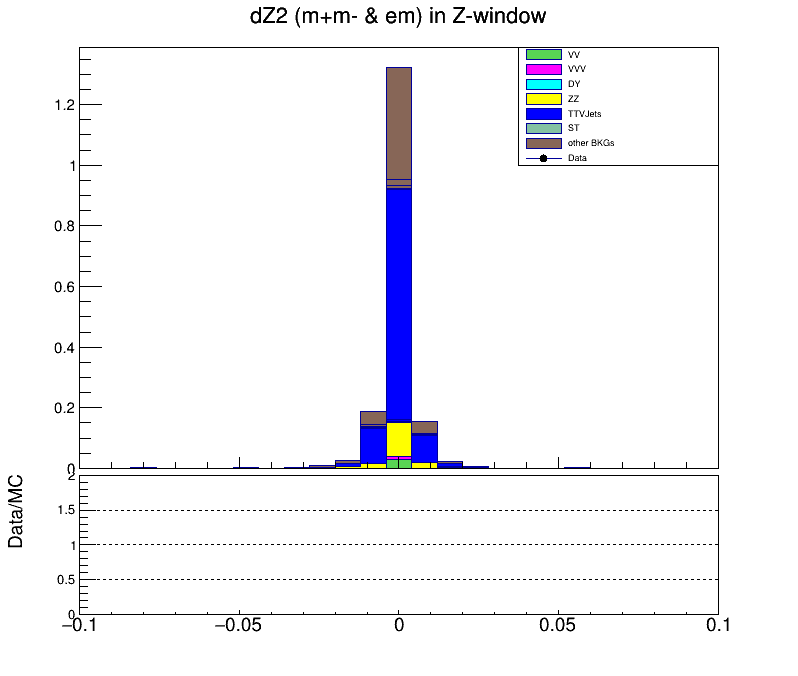 dZ2 (m+m- & em) in Z-window
VV
VVV
DY
ZZ
TTVJets
ST
other BKGs
Data
1.2
1
0.8
0.6
0.4
0.2
0
Data/MC
2
1.5
1
0.5
0
−0.1 −0.05 0 0.05 0.1